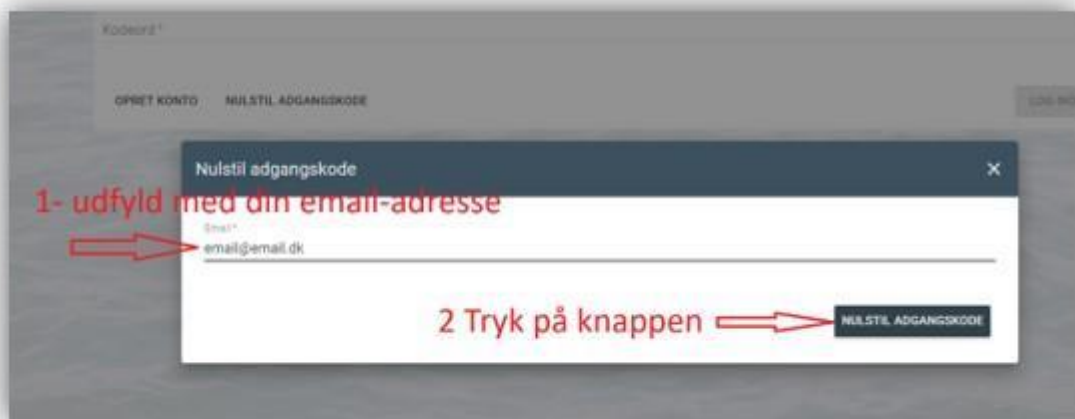 Kodeord *
OPRET KONTO NULSTIL ADGANGSKODE
Nulstil adgangskode ×
1- udfyld med din email-adresse
Email *
email@email.dk
2 Tryk på knappen
NULSTIL ADGANGSKODE